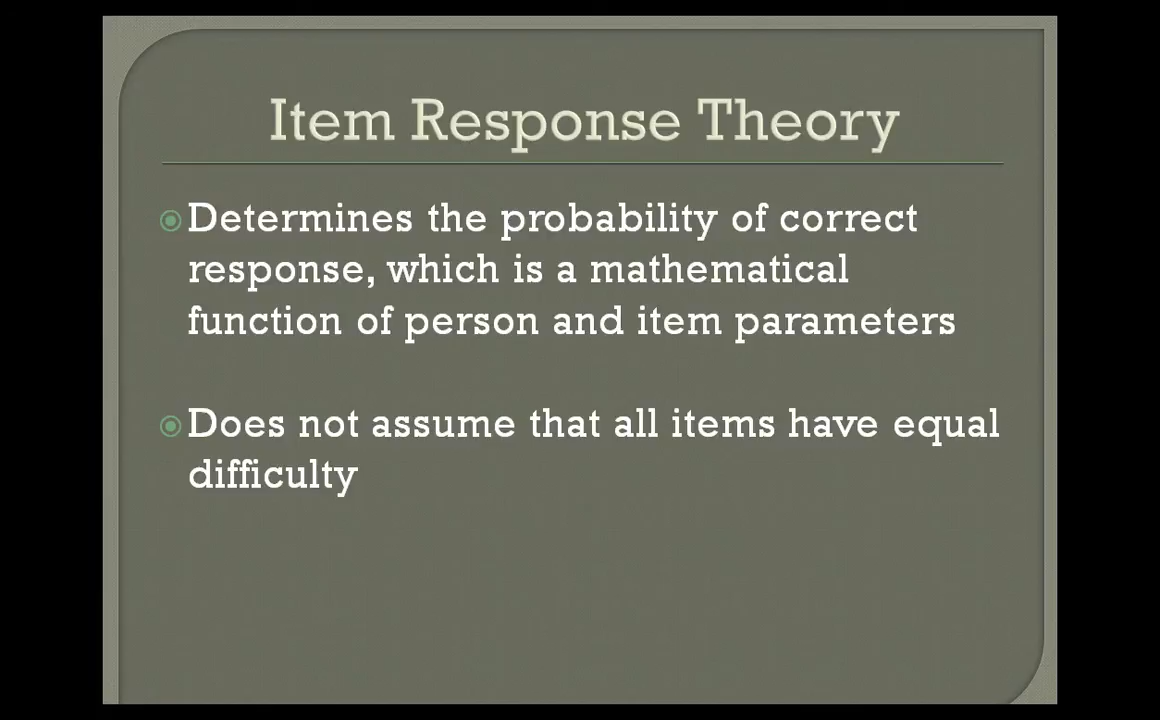 Item Response Theory
Determines the probability of correct
response, which is a mathematical
function of person and item parameters
Does not assume that all items have equal
difficulty